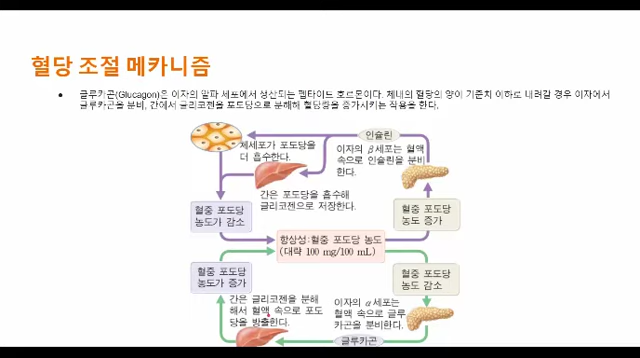 혈당 조절 메카니즘
글루카곤(Glucagon)은 이자의 알파 세포에서 생산되는 펩타이드 호르몬이다. 체내의 혈당의 양이 기준치 이하로 내려갈 경우 이자에서
글루카곤을 분비, 간에서 글리코젠을 포도당으로 분해하 혈당량을 증가시키는 작용을 한다.
인슐린
체세포가 포도당을
더 흡수한다.
이자의 β세포는 혈액
속으로 인슐린을 분비
한다.
간은 포도당을 흡수해
글리코젠으로 저장한다.
혈중 포도당
농도가 감소
혈중 포도당
농도 증가
항상성:혈중 포도당 농도
(대략 100 mg/100 mL)
혈중 포도당
농도가 증가
혈중 포도당
농도 감소
간은 글리코젠을 분해
해서 혈액 속으로 포도
당을 방출한다.
이자의 α세포는
혈액 속으로 글루
카곤을 분비한다.
글루카곤